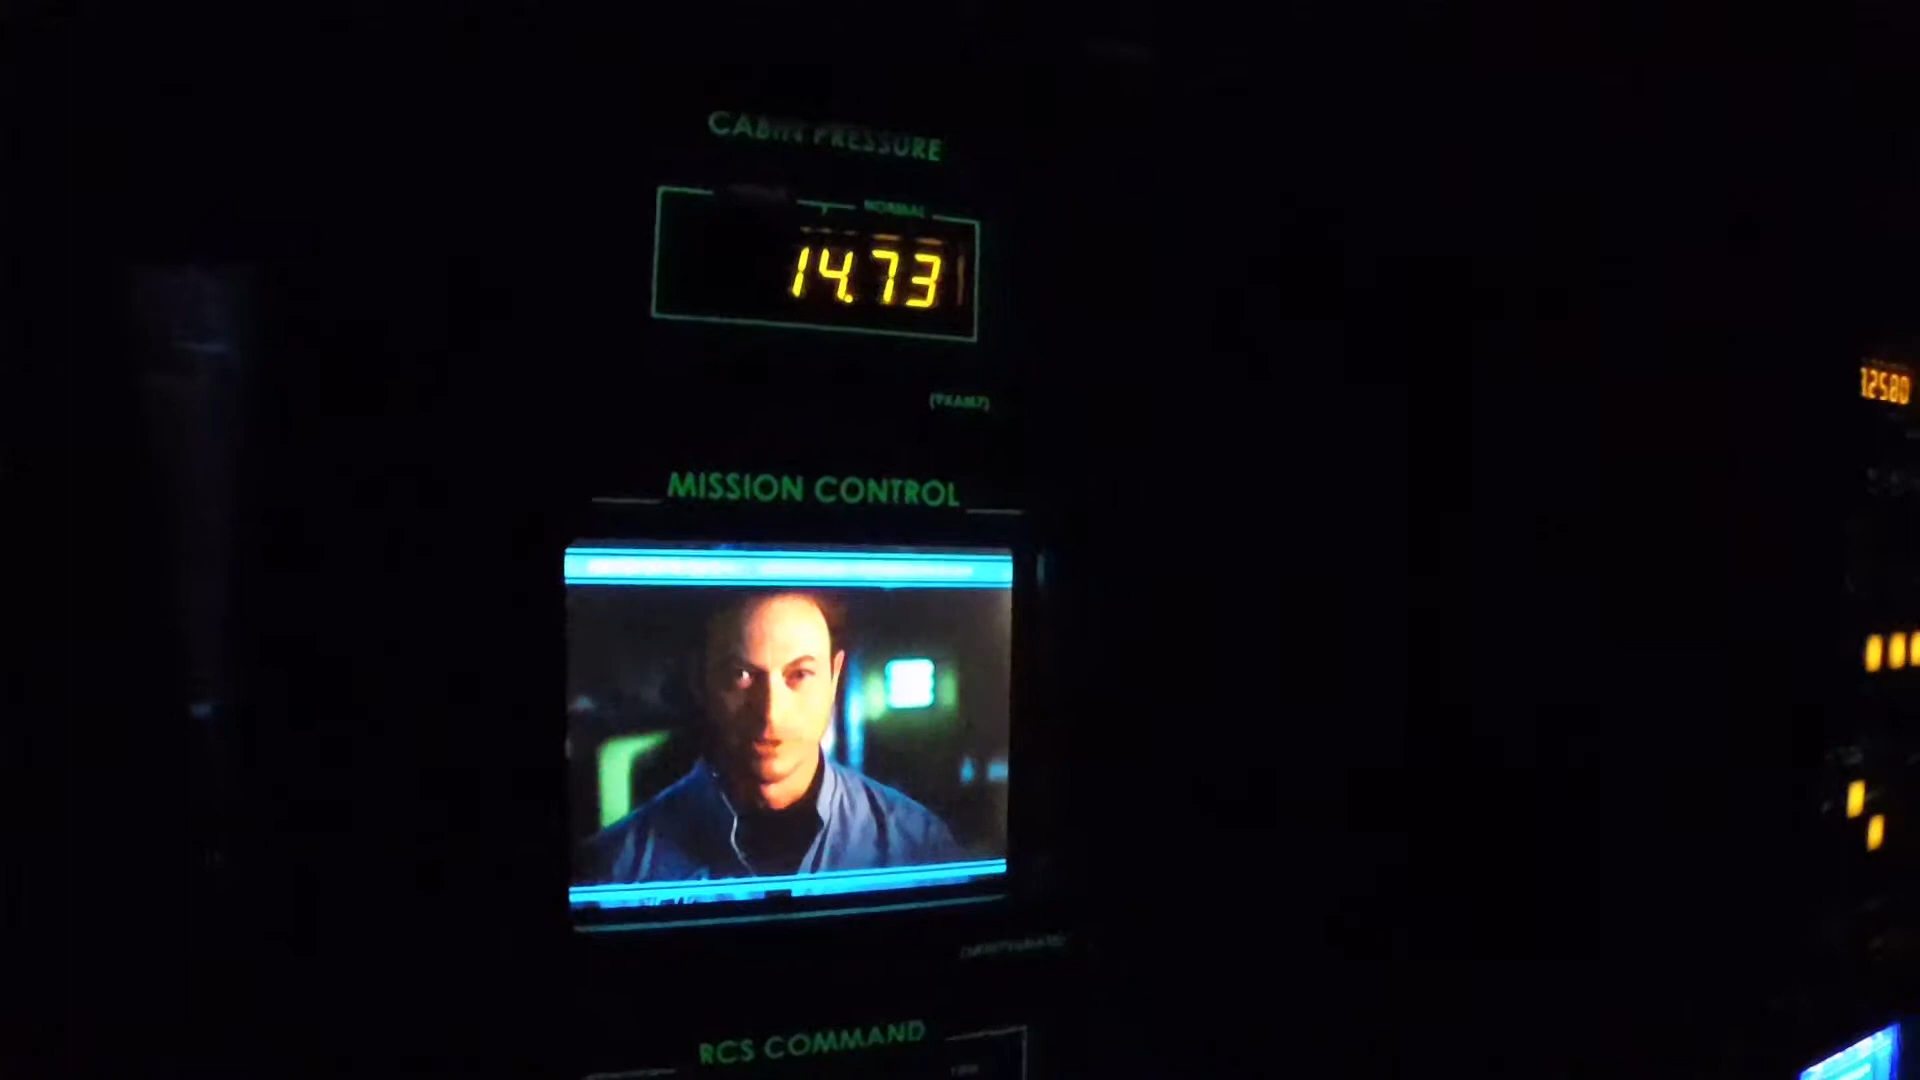 CABIN PRESSURE
NORMAL
14.73
12580
MISSION CONTROL
RCS COMMAND